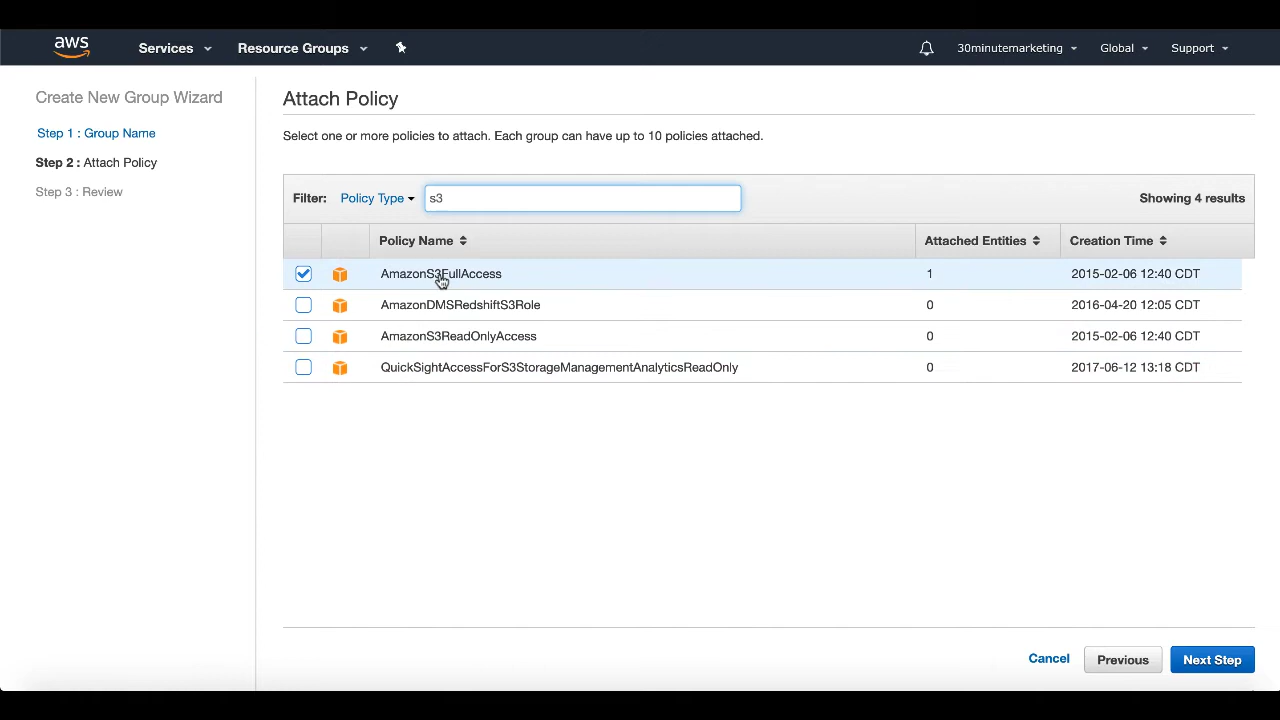 aws Services Resource Groups 30minutemarketing Global Support
Create New Group Wizard
Step 1 : Group Name
Step 2 : Attach Policy
Step 3 : Review
Attach Policy
Select one or more policies to attach. Each group can have up to 10 policies attached.
Filter: Policy Type s3 Showing 4 results
Policy Name Attached Entities Creation Time
AmazonS3FullAccess 1 2015-02-06 12:40 CDT
AmazonDMSRedshiftS3Role 0 2016-04-20 12:05 CDT
AmazonS3ReadOnlyAccess 0 2015-02-06 12:40 CDT
QuickSightAccessForS3StorageManagementAnalyticsReadOnly 0 2017-06-12 13:18 CDT
Cancel Previous Next Step